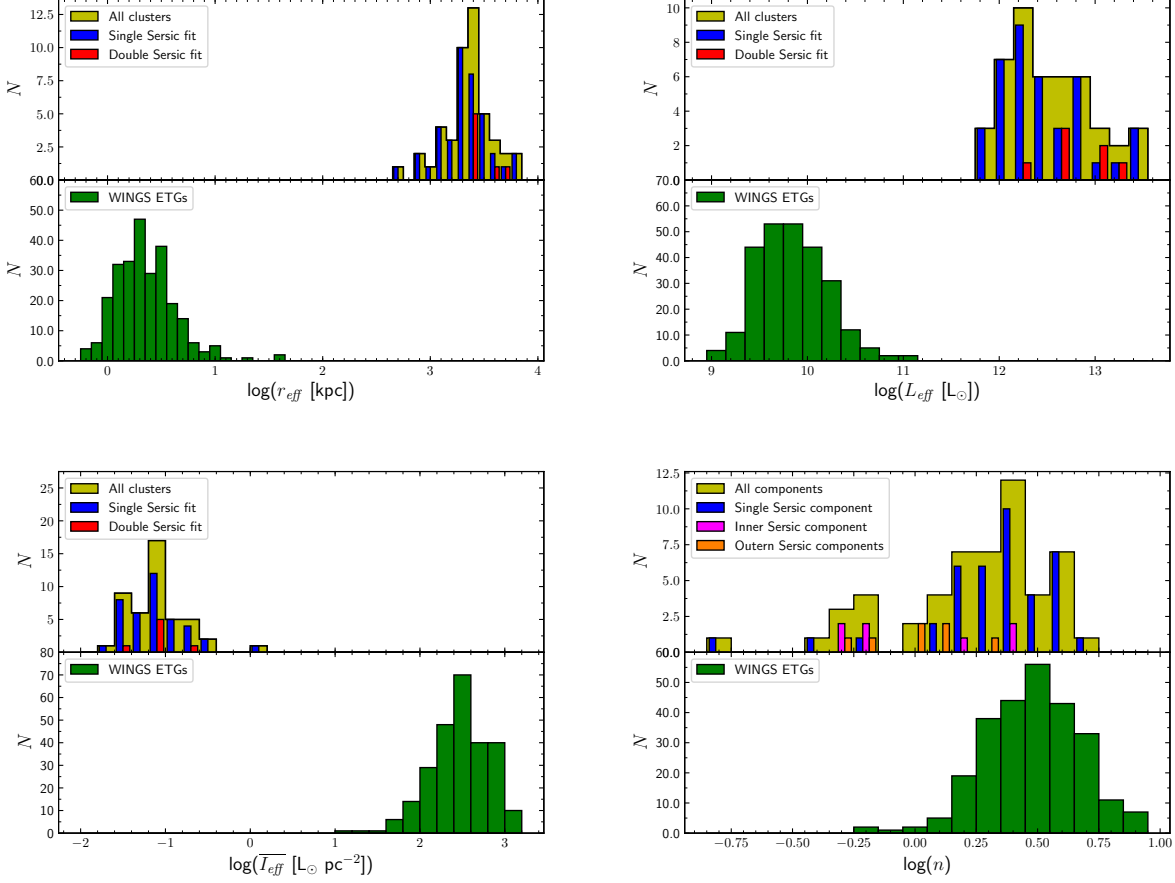 12.5
10.0
7.5
5.0
2.5
N
All clusters
Single Sersic fit
Double Sersic fit
60.0
50.0
40.0
30.0
20.0
10.0
0.0
N
WINGS ETGs
0 1 2 3 4
log(r_eff [kpc])
10
8
6
4
2
N
All clusters
Single Sersic fit
Double Sersic fit
70.0
60.0
50.0
40.0
30.0
20.0
10.0
0.0
N
WINGS ETGs
9 10 11 12 13
log(L_eff [L⊙])
25
20
15
10
5
N
All clusters
Single Sersic fit
Double Sersic fit
80
70
60
50
40
30
20
10
0
N
WINGS ETGs
−2 −1 0 1 2 3
log(I_eff [L⊙ pc⁻²])
12.5
10.0
7.5
5.0
2.5
N
All components
Single Sersic component
Inner Sersic component
Outern Sersic components
60.0
50.0
40.0
30.0
20.0
10.0
0.0
N
WINGS ETGs
−0.75 −0.50 −0.25 0.00 0.25 0.50 0.75 1.00
log(n)